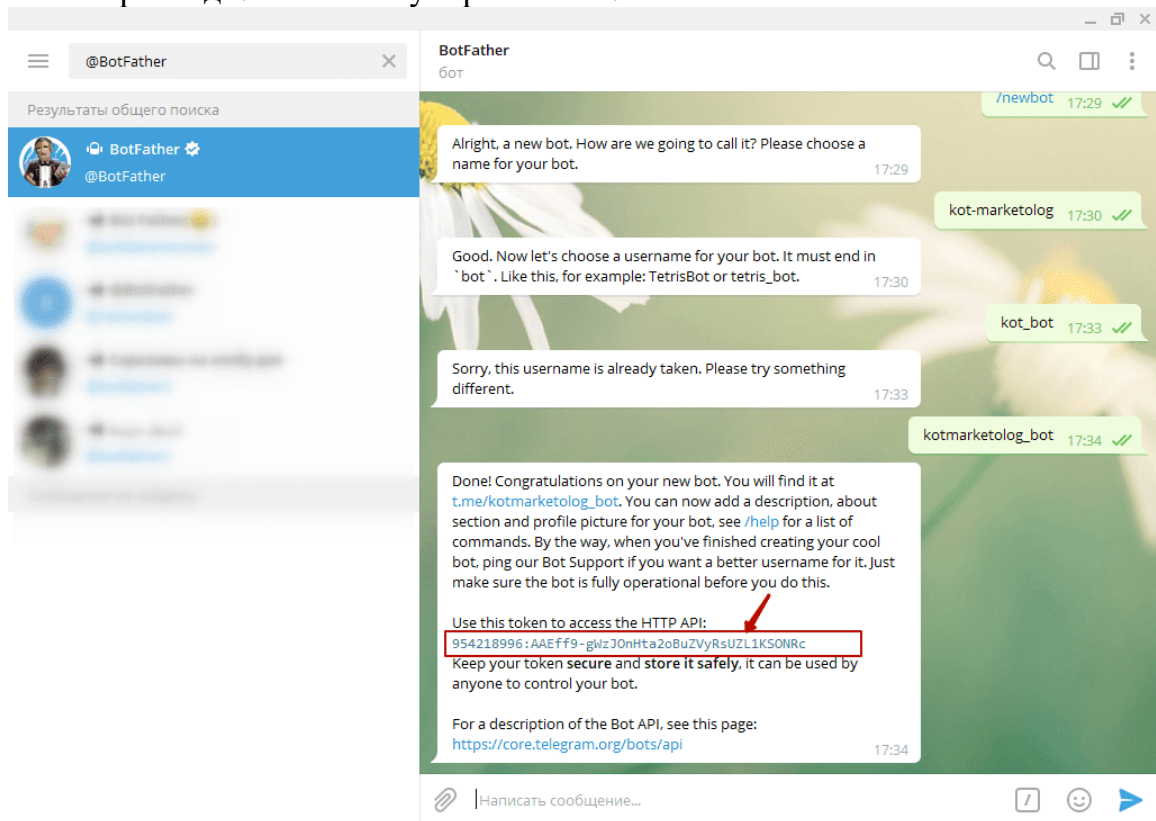 @BotFather
BotFather
бот
Результаты общего поиска
BotFather
@BotFather
/newbot 17:29
Alright, a new bot. How are we going to call it? Please choose a
name for your bot.
17:29
kot-marketolog 17:30
Good. Now let's choose a username for your bot. It must end in
`bot`. Like this, for example: TetrisBot or tetris_bot.
17:30
kot_bot 17:33
Sorry, this username is already taken. Please try something
different.
17:33
kotmarketolog_bot 17:34
Done! Congratulations on your new bot. You will find it at
t.me/kotmarketolog_bot. You can now add a description, about
section and profile picture for your bot, see /help for a list of
commands. By the way, when you've finished creating your cool
bot, ping our Bot Support if you want a better username for it. Just
make sure the bot is fully operational before you do this.
Use this token to access the HTTP API:
954218996:AAEff9-gWzJOnHta2oBuZVyRsUZL1KSONRc
Keep your token secure and store it safely, it can be used by
anyone to control your bot.
For a description of the Bot API, see this page:
https://core.telegram.org/bots/api
17:34
Написать сообщение...